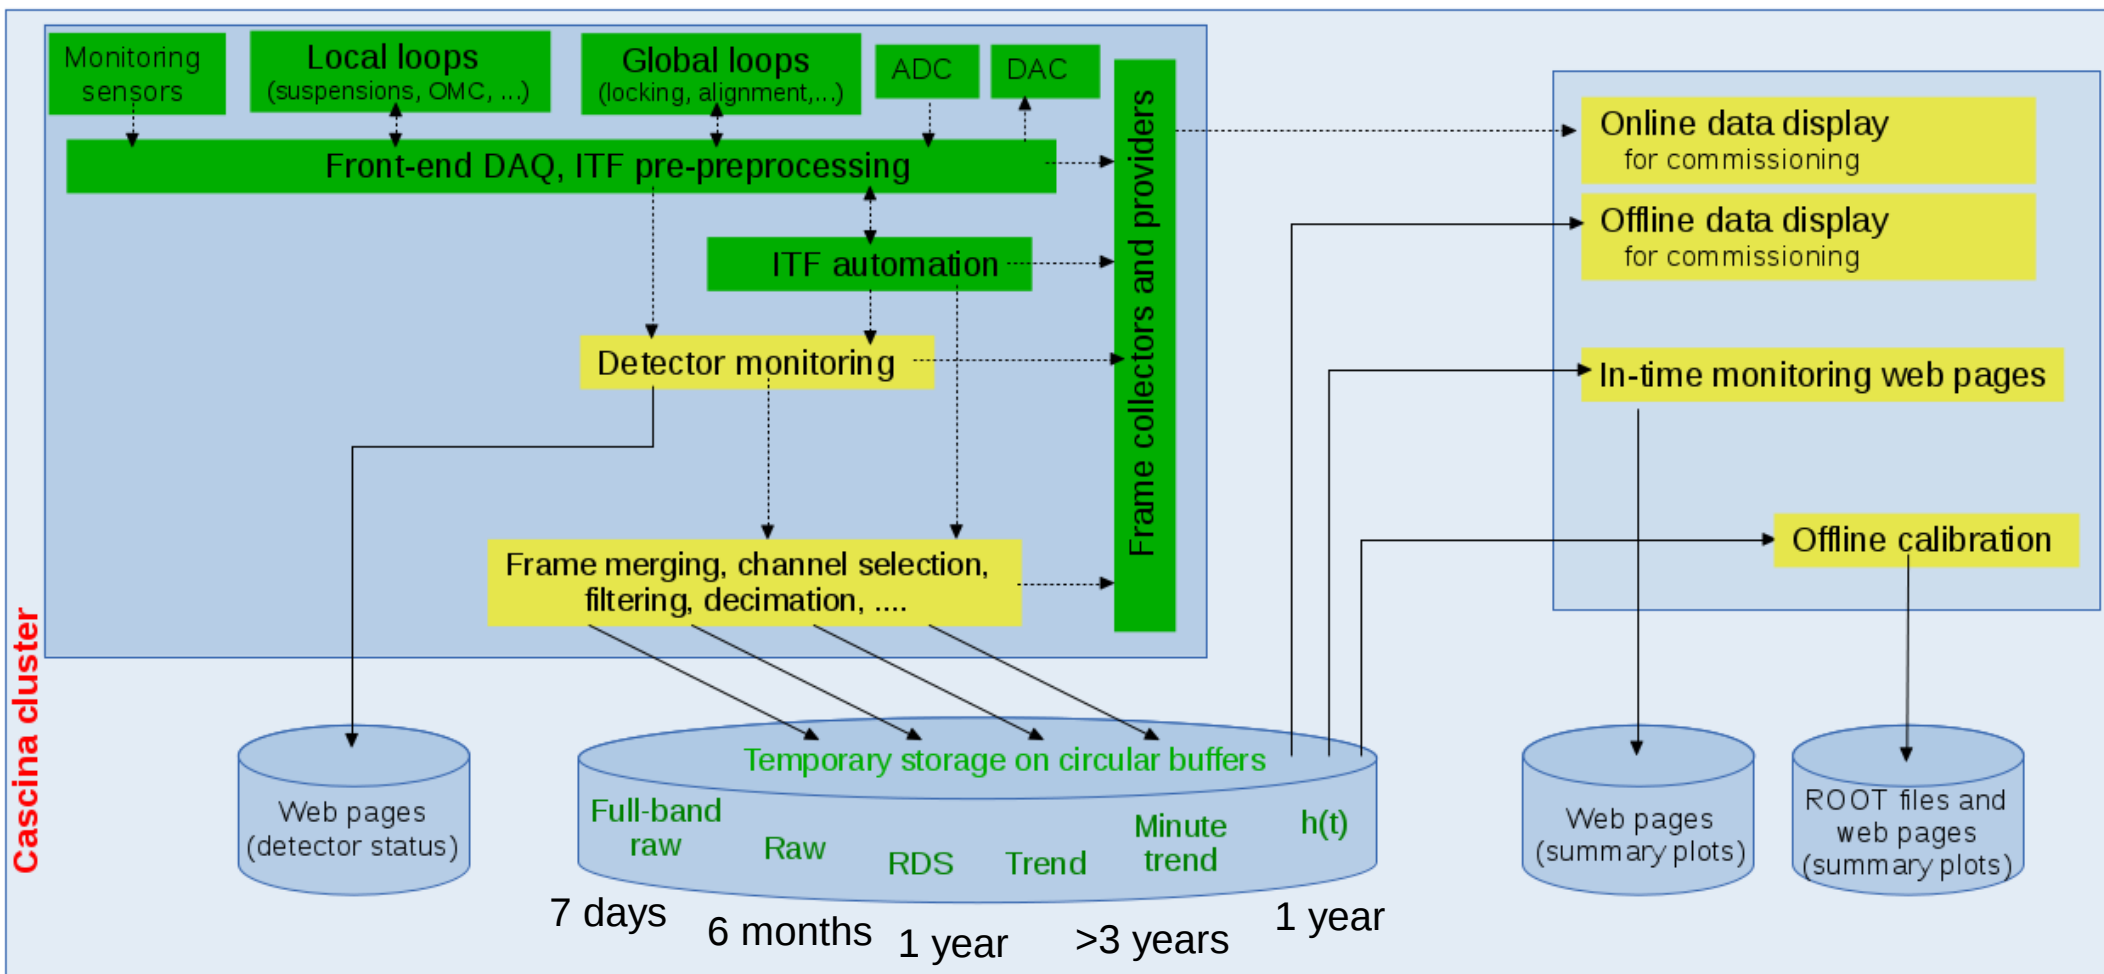 Monitoring
sensors
Local loops
(suspensions, OMC, ...)
Global loops
(locking, alignment,...)
ADC
DAC
Front-end DAQ, ITF pre-preprocessing
ITF automation
Detector monitoring
Frame merging, channel selection,
filtering, decimation, ....
Frame collectors and providers
Online data display
for commissioning
Offline data display
for commissioning
In-time monitoring web pages
Offline calibration
Cascina cluster
Web pages
(detector status)
Temporary storage on circular buffers
Full-band
raw
Raw
RDS
Trend
Minute
trend
h(t)
7 days
6 months
1 year
>3 years
1 year
Web pages
(summary plots)
ROOT files and
web pages
(summary plots)